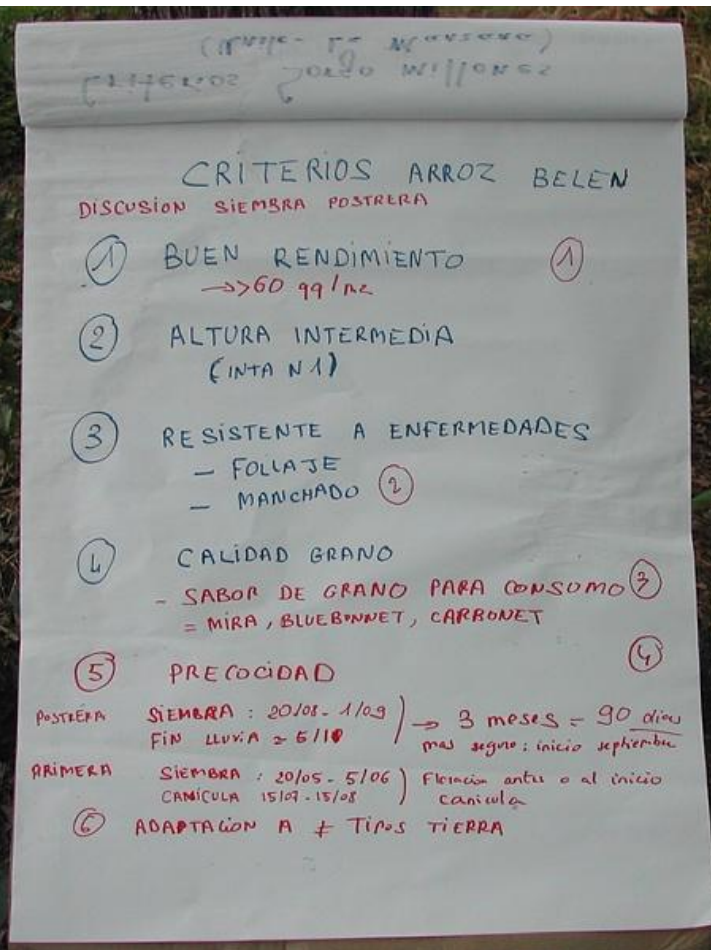 CRITERIOS ARROZ BELEN
DISCUSION SIEMBRA POSTRERA
① BUEN RENDIMIENTO ①
→ >60 qq/mz
② ALTURA INTERMEDIA
(INTA N1)
③ RESISTENTE A ENFERMEDADES
- FOLLAJE
- MANCHADO ②
④ CALIDAD GRANO
- SABOR DE GRANO PARA CONSUMO ③
= MIRA, BLUEBONNET, CARBONET
⑤ PRECOCIDAD ④
POSTRERA SIEMBRA : 20/08 - 1/09 ) → 3 meses = 90 dias
FIN LLUVIA mas seguro : inicio septiembre
PRIMERA SIEMBRA : 20/05 - 5/06 ) Floracion antes o al inicio
CANÍCULA 15/07 - 15/08 canicula
⑥ ADAPTACION A ≠ TIPOS TIERRA